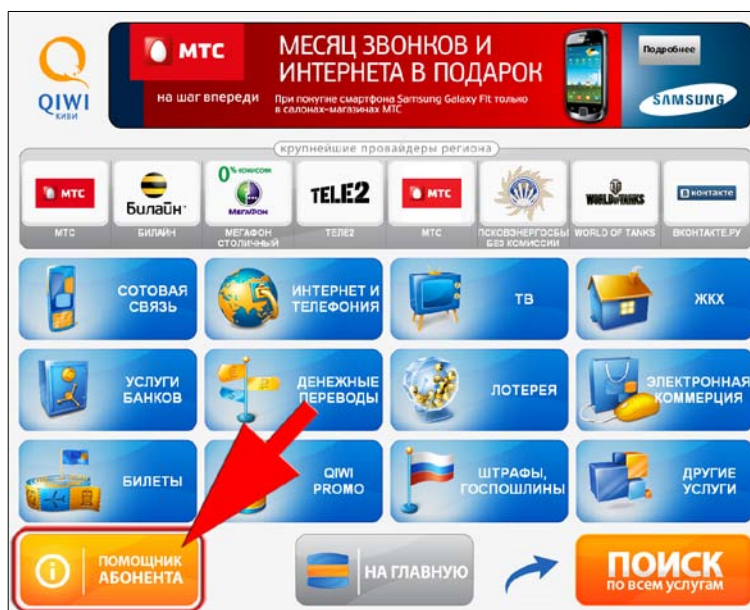 QIWI
КИВИ
МТС
на шаг впереди
МЕСЯЦ ЗВОНКОВ И
ИНТЕРНЕТА В ПОДАРОК
При покупке смартфона Samsung Galaxy Fit только
в салонах-магазинах МТС
Подробнее
SAMSUNG
крупнейшие провайдеры региона
МТС
Билайн
0% комиссии
МЕГАФОН
TELE2
МТС
WORLD OF TANKS
В контакте
МТС
БИЛАЙН
МЕГАФОН
СТОЛИЧНЫЙ
ТЕЛЕ2
МТС
ПСКОВЭНЕРГОСБЫ
БЕЗ КОМИССИИ
WORLD OF TANKS
ВКОНТАКТЕ.РУ
СОТОВАЯ
СВЯЗЬ
ИНТЕРНЕТ И
ТЕЛЕФОНИЯ
ТВ
ЖКХ
УСЛУГИ
БАНКОВ
ДЕНЕЖНЫЕ
ПЕРЕВОДЫ
ЛОТЕРЕЯ
ЭЛЕКТРОННАЯ
КОММЕРЦИЯ
БИЛЕТЫ
QIWI
PROMO
ШТРАФЫ,
ГОСПОШЛИНЫ
ДРУГИЕ
УСЛУГИ
ПОМОЩНИК
АБОНЕНТА
НА ГЛАВНУЮ
ПОИСК
по всем услугам